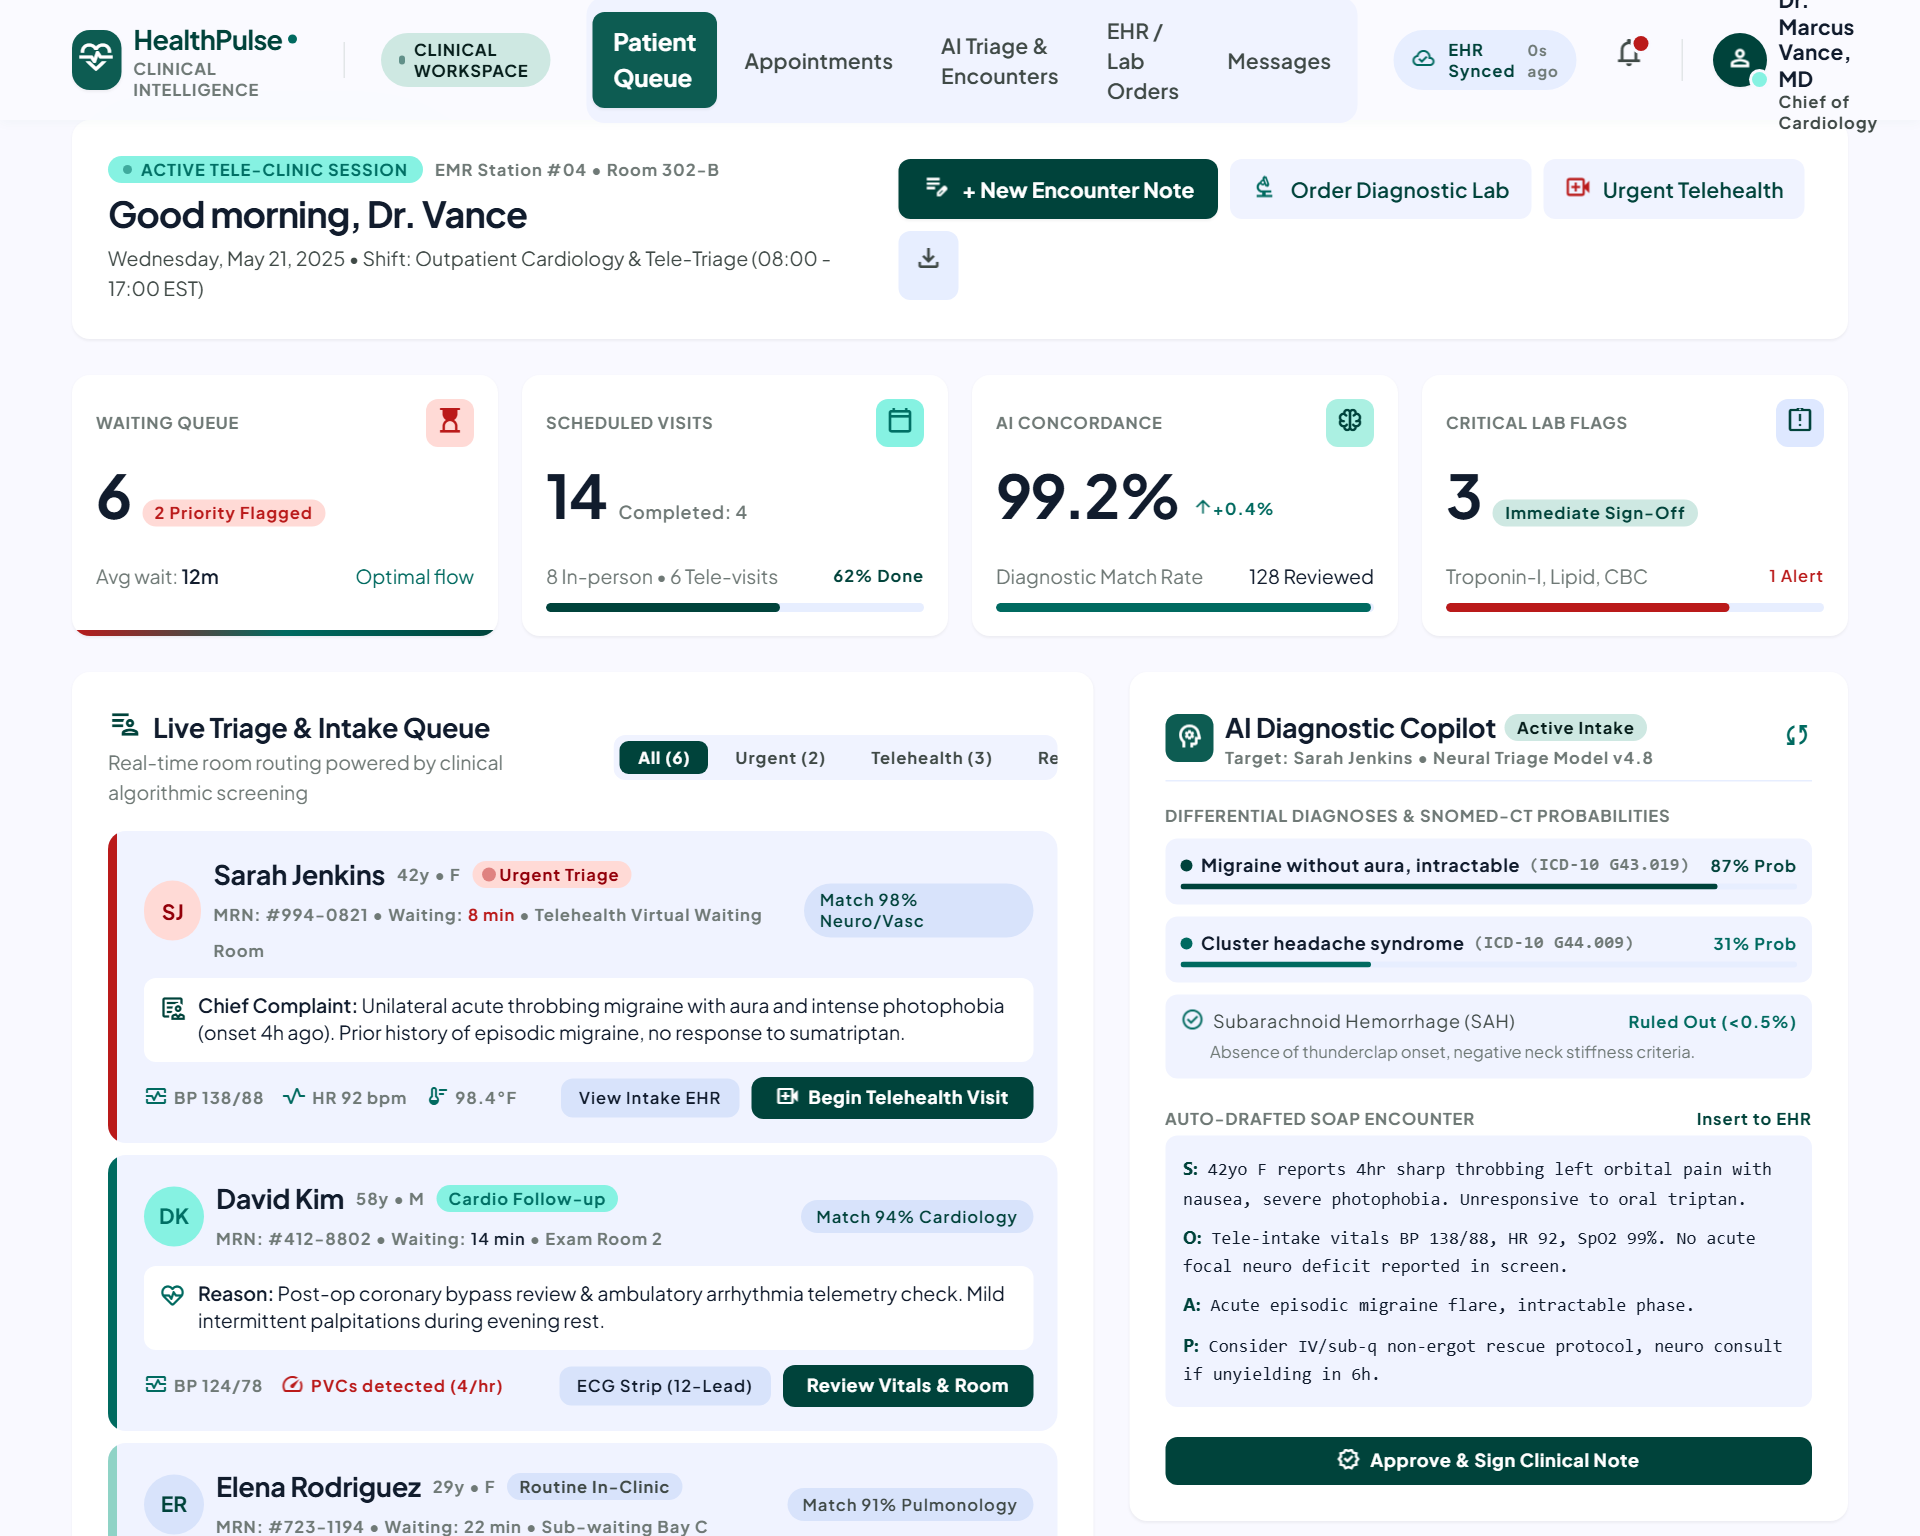 HealthPulse
CLINICAL
INTELLIGENCE
CLINICAL
WORKSPACE
Patient
Queue
Appointments
AI Triage &
Encounters
EHR /
Lab
Orders
Messages
EHR
Synced
0s
ago
Dr.
Marcus
Vance,
MD
Chief of
Cardiology
ACTIVE TELE-CLINIC SESSION
EMR Station #04 • Room 302-B
Good morning, Dr. Vance
Wednesday, May 21, 2025 • Shift: Outpatient Cardiology & Tele-Triage (08:00 -
17:00 EST)
+ New Encounter Note
Order Diagnostic Lab
Urgent Telehealth
WAITING QUEUE
6
2 Priority Flagged
Avg wait: 12m
Optimal flow
SCHEDULED VISITS
14
Completed: 4
8 In-person • 6 Tele-visits
62% Done
AI CONCORDANCE
99.2%
+0.4%
Diagnostic Match Rate
128 Reviewed
CRITICAL LAB FLAGS
3
Immediate Sign-Off
Troponin-I, Lipid, CBC
1 Alert
Live Triage & Intake Queue
Real-time room routing powered by clinical
algorithmic screening
All (6)
Urgent (2)
Telehealth (3)
Re
Sarah Jenkins
42y • F
Urgent Triage
MRN: #994-0821 • Waiting: 8 min • Telehealth Virtual Waiting
Room
SJ
Match 98%
Neuro/Vasc
Chief Complaint: Unilateral acute throbbing migraine with aura and intense photophobia
(onset 4h ago). Prior history of episodic migraine, no response to sumatriptan.
BP 138/88
HR 92 bpm
98.4°F
View Intake EHR
Begin Telehealth Visit
DK
David Kim
58y • M
Cardio Follow-up
MRN: #412-8802 • Waiting: 14 min • Exam Room 2
Match 94% Cardiology
Reason: Post-op coronary bypass review & ambulatory arrhythmia telemetry check. Mild
intermittent palpitations during evening rest.
BP 124/78
PVCs detected (4/hr)
ECG Strip (12-Lead)
Review Vitals & Room
ER
Elena Rodriguez
29y • F
Routine In-Clinic
MRN: #723-1194 • Waiting: 22 min • Sub-waiting Bay C
Match 91% Pulmonology
AI Diagnostic Copilot
Active Intake
Target: Sarah Jenkins • Neural Triage Model v4.8
DIFFERENTIAL DIAGNOSES & SNOMED-CT PROBABILITIES
Migraine without aura, intractable (ICD-10 G43.019)
87% Prob
Cluster headache syndrome (ICD-10 G44.009)
31% Prob
Subarachnoid Hemorrhage (SAH)
Ruled Out (<0.5%)
Absence of thunderclap onset, negative neck stiffness criteria.
AUTO-DRAFTED SOAP ENCOUNTER
Insert to EHR
S: 42yo F reports 4hr sharp throbbing left orbital pain with
nausea, severe photophobia. Unresponsive to oral triptan.
O: Tele-intake vitals BP 138/88, HR 92, SpO2 99%. No acute
focal neuro deficit reported in screen.
A: Acute episodic migraine flare, intractable phase.
P: Consider IV/sub-q non-ergot rescue protocol, neuro consult
if unyielding in 6h.
Approve & Sign Clinical Note